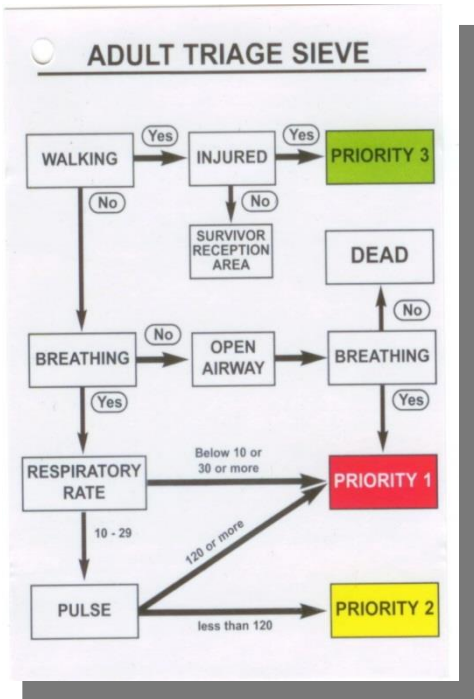 ADULT TRIAGE SIEVE
WALKING
Yes
INJURED
Yes
PRIORITY 3
No
No
SURVIVOR
RECEPTION
AREA
DEAD
No
BREATHING
No
OPEN
AIRWAY
BREATHING
Yes
Yes
RESPIRATORY
RATE
Below 10 or
30 or more
PRIORITY 1
10 - 29
120 or more
PULSE
less than 120
PRIORITY 2